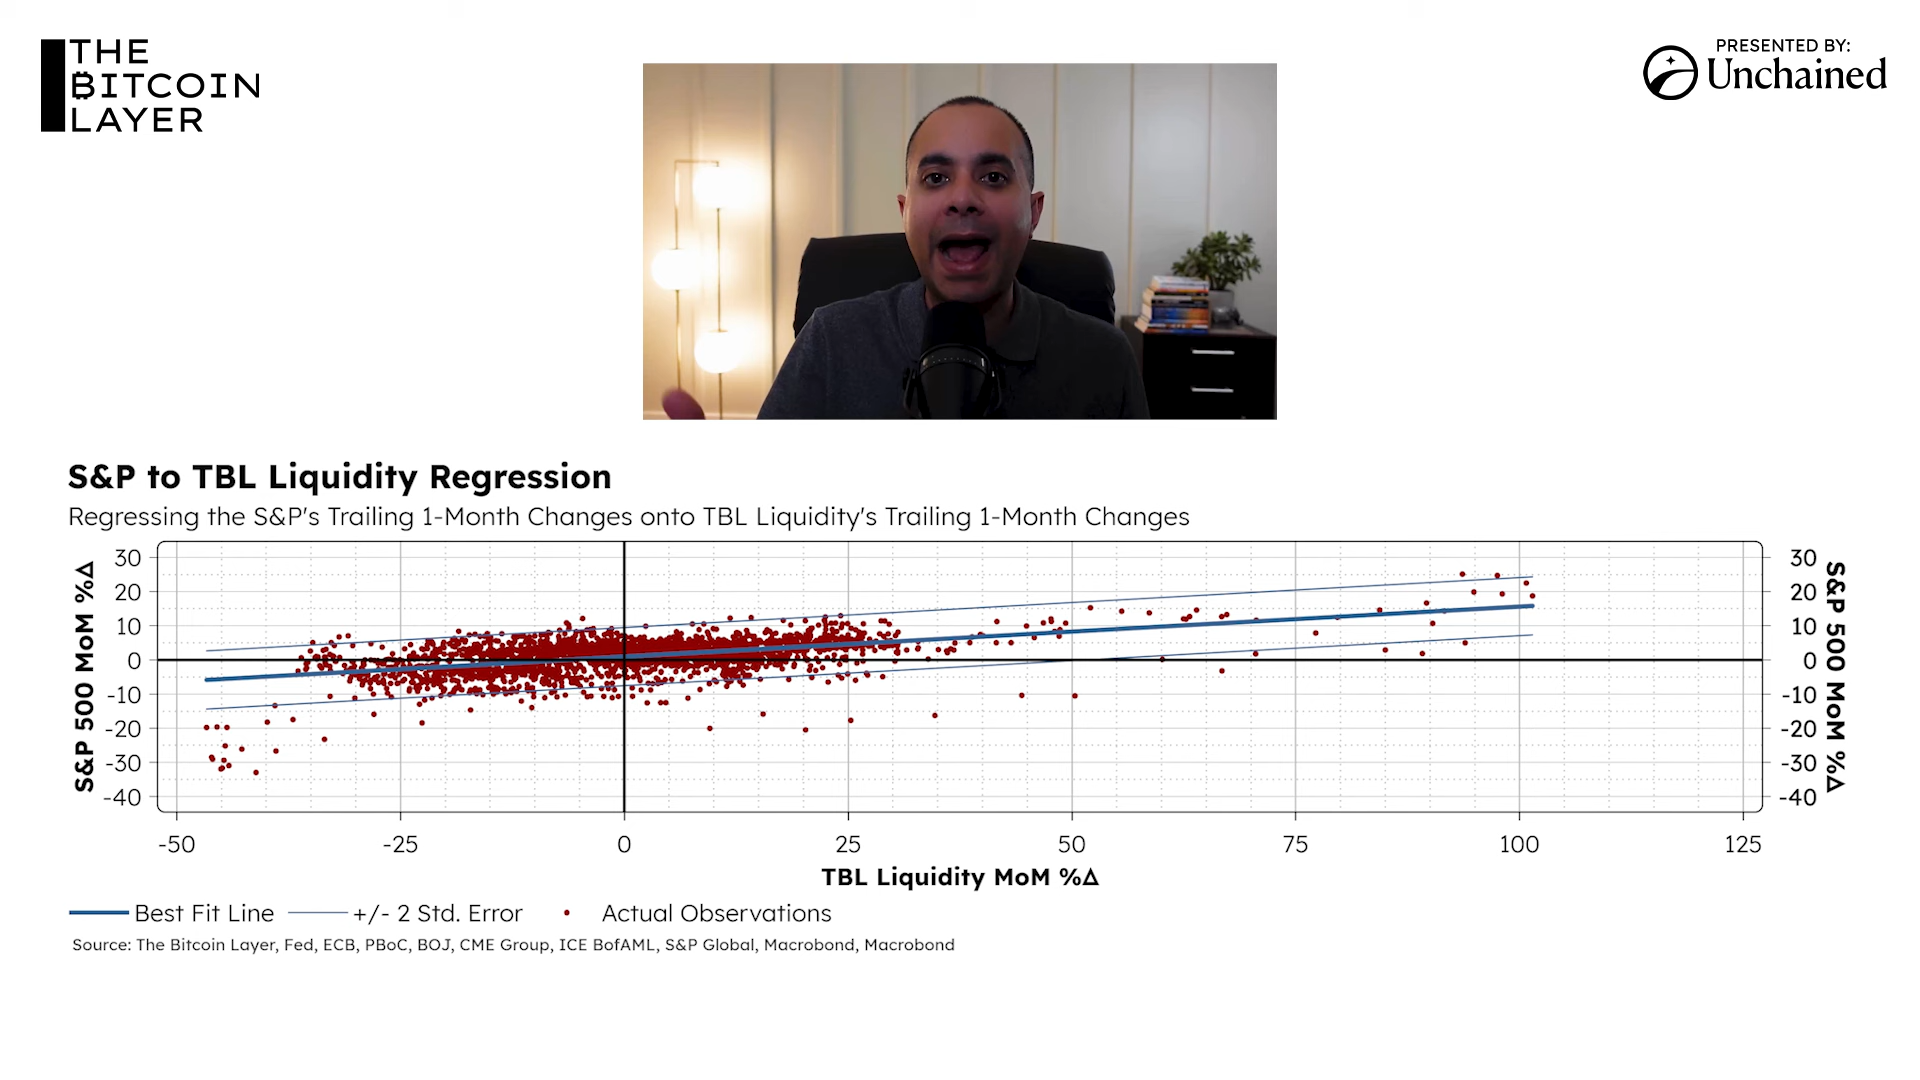 THE
BITCOIN
LAYER
PRESENTED BY:
Unchained
S&P to TBL Liquidity Regression
Regressing the S&P's Trailing 1-Month Changes onto TBL Liquidity's Trailing 1-Month Changes
S&P 500 MoM %Δ
30
20
10
0
-10
-20
-30
-40
30
20
10
0
-10
-20
-30
-40
S&P 500 MoM %Δ
-50 -25 0 25 50 75 100 125
TBL Liquidity MoM %Δ
Best Fit Line +/- 2 Std. Error Actual Observations
Source: The Bitcoin Layer, Fed, ECB, PBoC, BOJ, CME Group, ICE BofAML, S&P Global, Macrobond, Macrobond